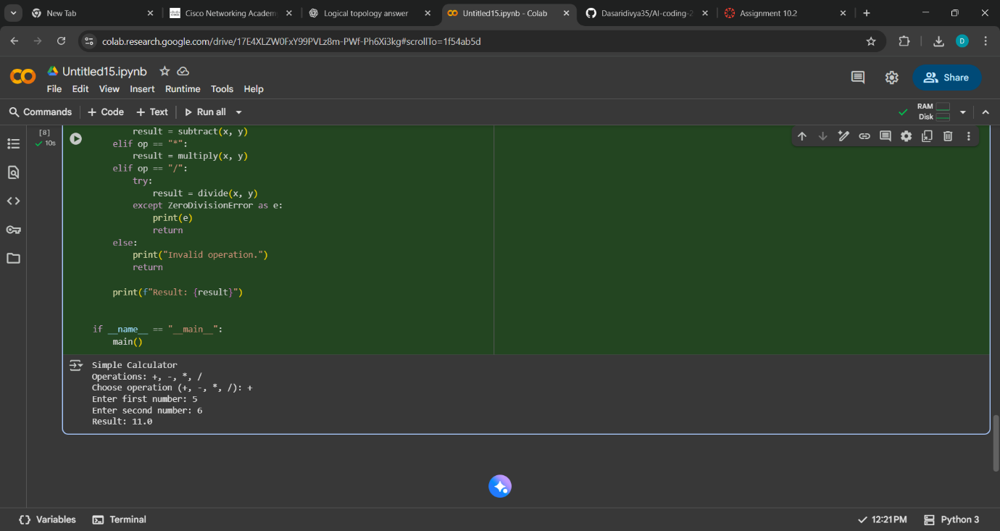 New Tab
Cisco Networking Academ
Logical topology answer
Untitled15.ipynb - Colab
Dasaridivya35/AI-coding-2
Assignment 10.2
colab.research.google.com/drive/17E4XLZW0FxY99PVLz8m-PWf-Ph6Xi3kg#scrollTo=1f54ab5d
D
Untitled15.ipynb
File Edit View Insert Runtime Tools Help
Share
Commands + Code + Text Run all
RAM
Disk
[8]
10s
result = subtract(x, y)
elif op == "*":
result = multiply(x, y)
elif op == "/":
try:
result = divide(x, y)
except ZeroDivisionError as e:
print(e)
return
else:
print("Invalid operation.")
return
print(f"Result: {result}")
if __name__ == "__main__":
main()
Simple Calculator
Operations: +, -, *, /
Choose operation (+, -, *, /): +
Enter first number: 5
Enter second number: 6
Result: 11.0
{} Variables Terminal
12:21 PM Python 3